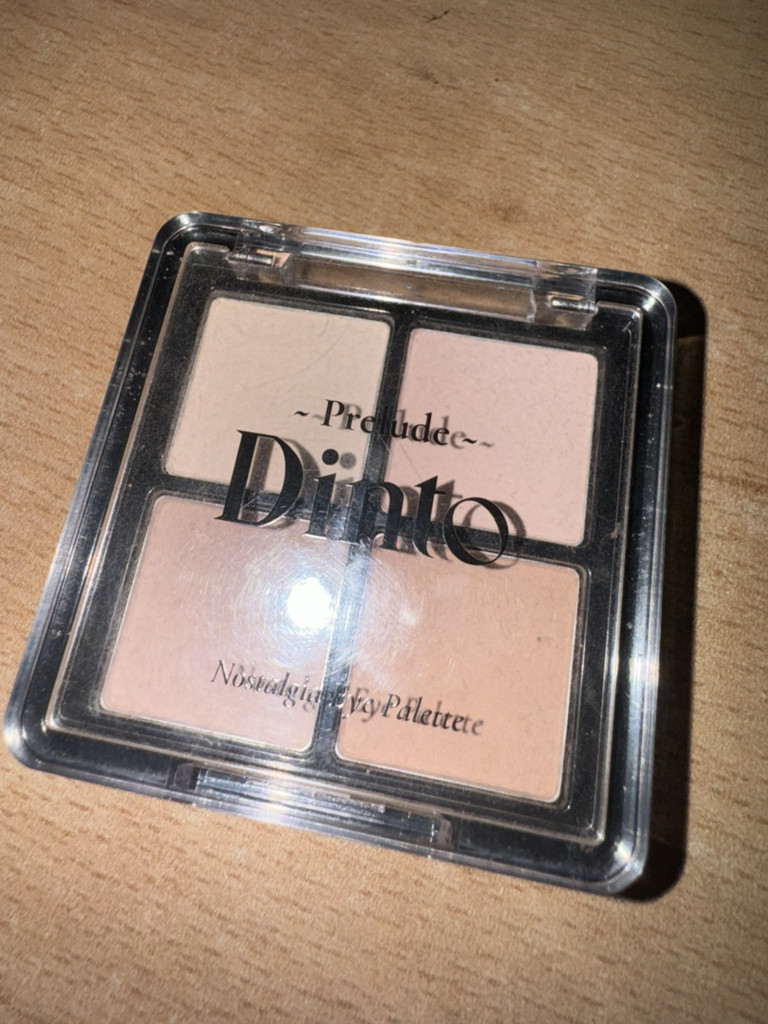 ~ Prelude ~
Dinto
Nostalgia Eye Palette